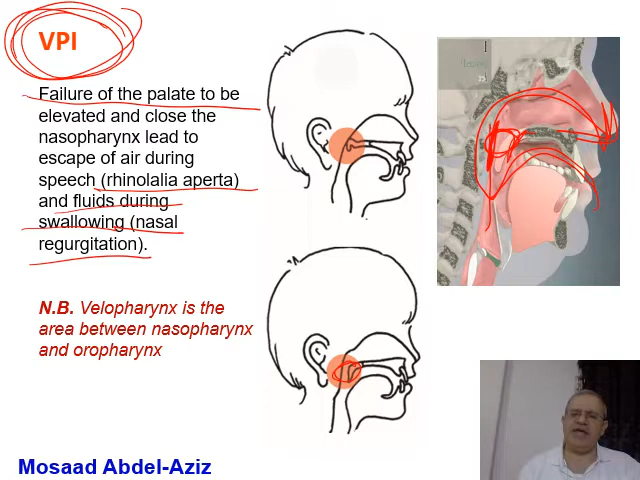 VPI
Failure of the palate to be
elevated and close the
nasopharynx lead to
escape of air during
speech (rhinolalia aperta)
and fluids during
swallowing (nasal
regurgitation).
N.B. Velopharynx is the
area between nasopharynx
and oropharynx
Mosaad Abdel-Aziz